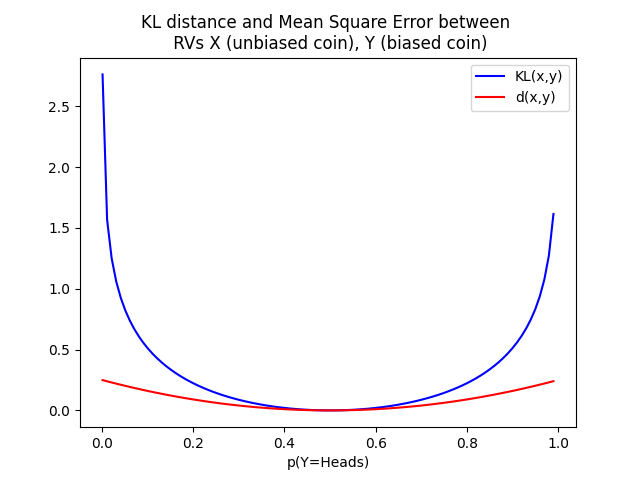 KL distance and Mean Square Error between
RVs X (unbiased coin), Y (biased coin)
KL(x,y)
d(x,y)
2.5
2.0
1.5
1.0
0.5
0.0
0.0 0.2 0.4 0.6 0.8 1.0
p(Y=Heads)